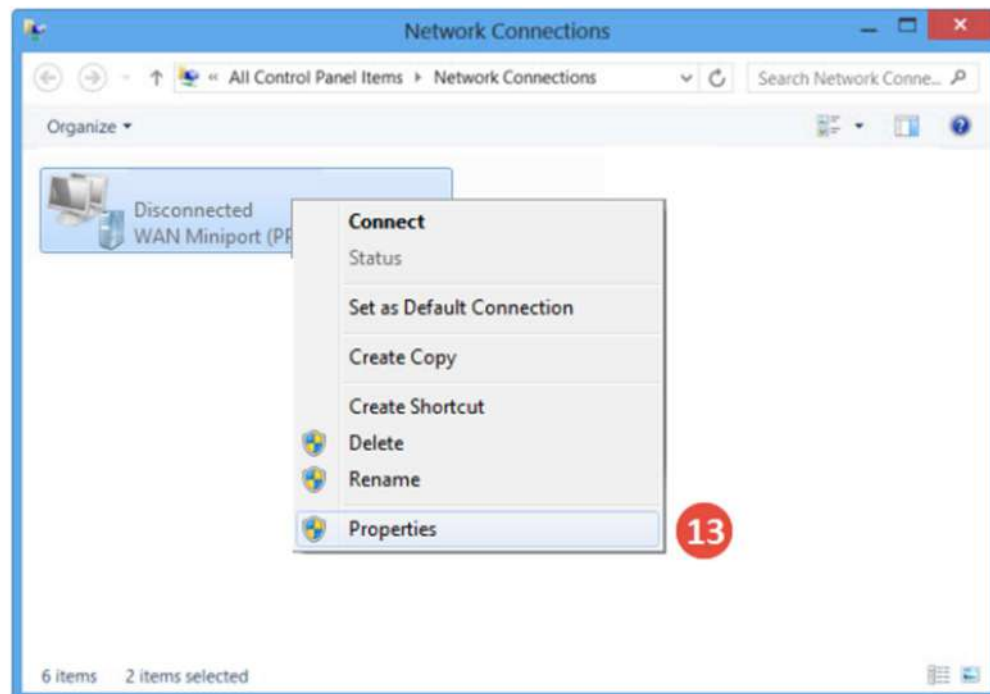 Network Connections
« All Control Panel Items ▸ Network Connections
Search Network Conne...
Organize ▾
Disconnected
WAN Miniport
Connect
Status
Set as Default Connection
Create Copy
Create Shortcut
Delete
Rename
Properties
13
6 items 2 items selected